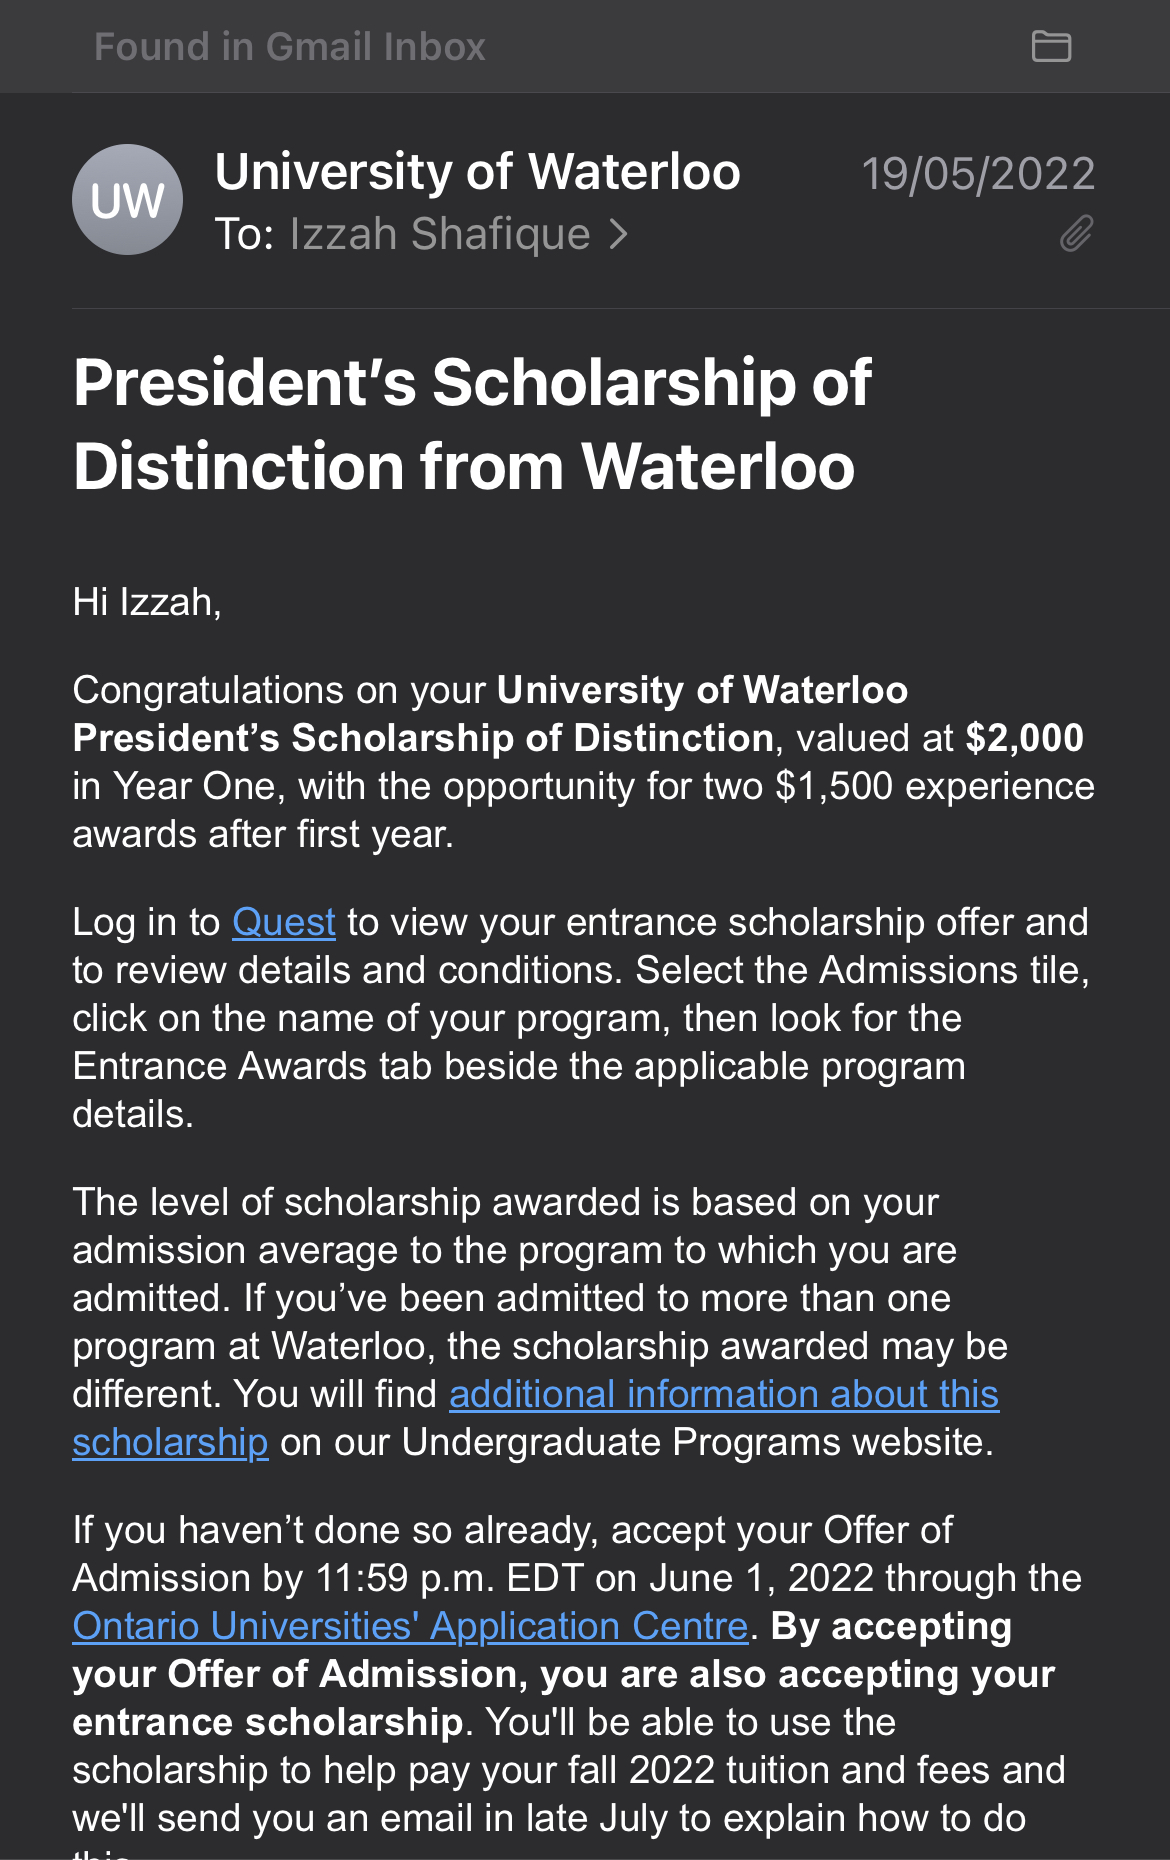 Found in Gmail Inbox
UW
University of Waterloo
19/05/2022
To: Izzah Shafique
President’s Scholarship of
Distinction from Waterloo
Hi Izzah,
Congratulations on your University of Waterloo
President’s Scholarship of Distinction, valued at $2,000
in Year One, with the opportunity for two $1,500 experience
awards after first year.
Log in to Quest to view your entrance scholarship offer and
to review details and conditions. Select the Admissions tile,
click on the name of your program, then look for the
Entrance Awards tab beside the applicable program
details.
The level of scholarship awarded is based on your
admission average to the program to which you are
admitted. If you’ve been admitted to more than one
program at Waterloo, the scholarship awarded may be
different. You will find additional information about this
scholarship on our Undergraduate Programs website.
If you haven’t done so already, accept your Offer of
Admission by 11:59 p.m. EDT on June 1, 2022 through the
Ontario Universities' Application Centre. By accepting
your Offer of Admission, you are also accepting your
entrance scholarship. You'll be able to use the
scholarship to help pay your fall 2022 tuition and fees and
we'll send you an email in late July to explain how to do